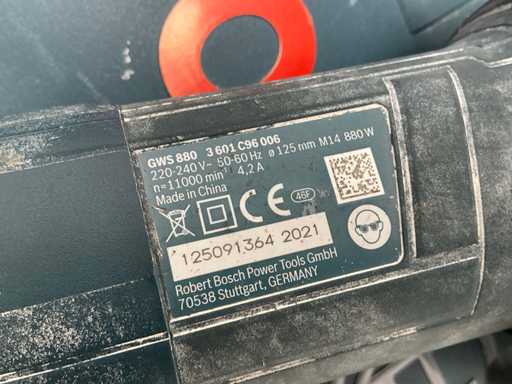 GWS 880 3 601 C96 006
220-240 V~ 50-60 Hz ø 125 mm M14 880 W
n=11000 min⁻¹ 4,2 A
Made in China
CE 46F
125091364 2021
Robert Bosch Power Tools GmbH
70538 Stuttgart, GERMANY